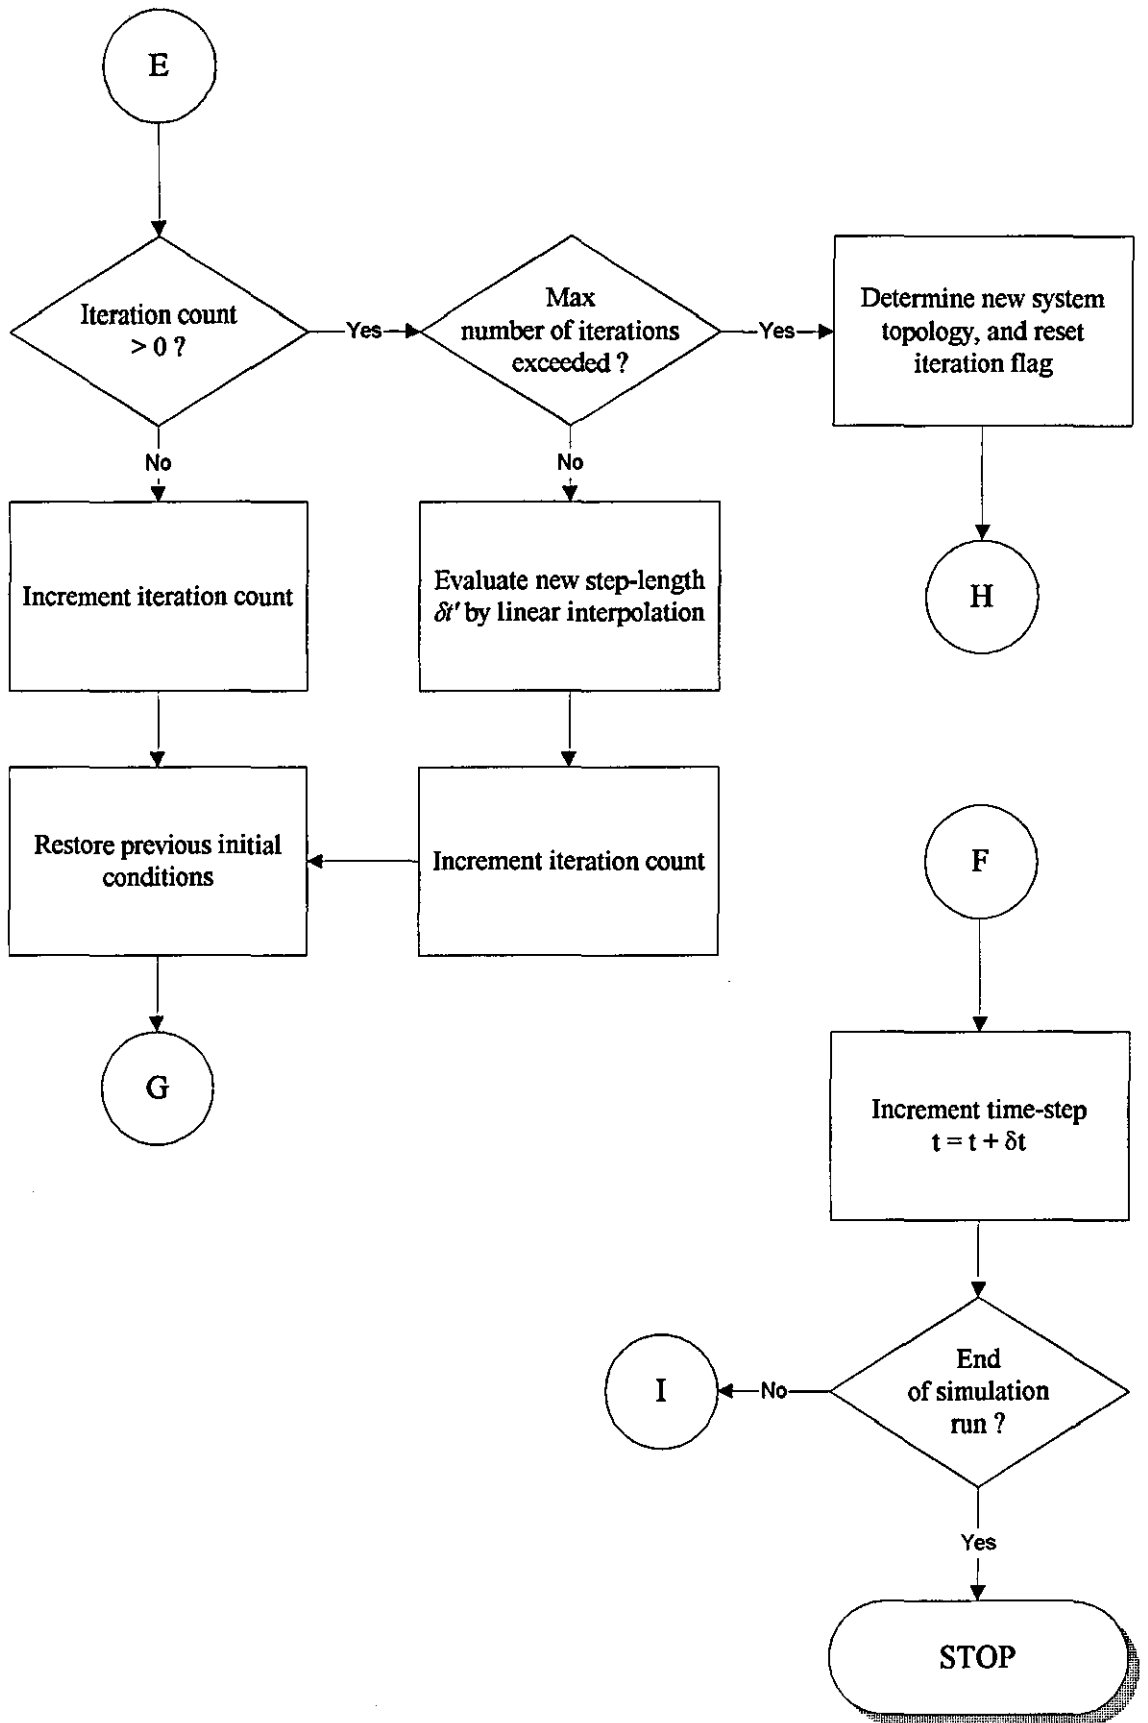 E
Iteration count
> 0 ?
Yes
Max
number of iterations
exceeded ?
Yes
Determine new system
topology, and reset
iteration flag
No
No
Increment iteration count
Evaluate new step-length
δt′ by linear interpolation
H
Restore previous initial
conditions
Increment iteration count
F
G
Increment time-step
t = t + δt
End
of simulation
run ?
No
I
Yes
STOP